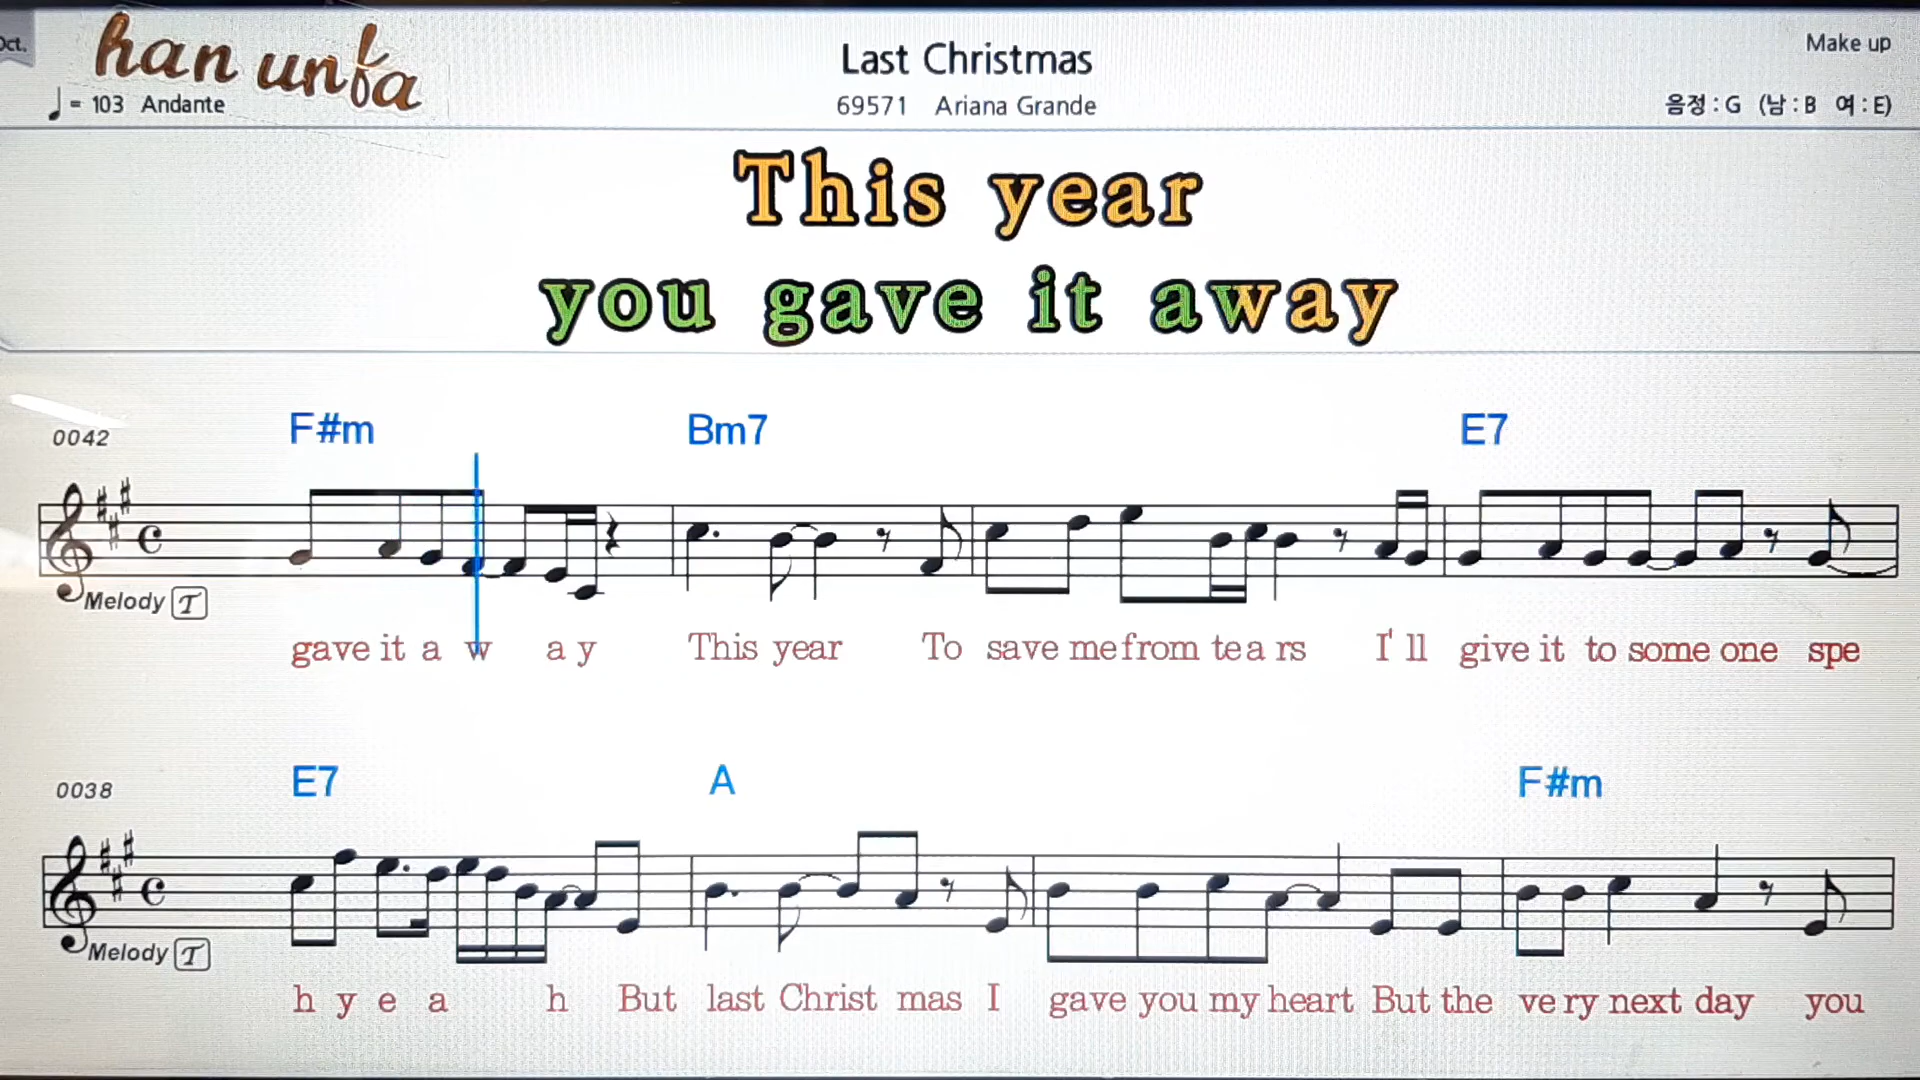 Oct.
han unfa
Last Christmas
Make up
♩ = 103 Andante
69571 Ariana Grande
음정 : G (남 : B 여 : E)
This year
you gave it away
F#m Bm7 E7
0042
Melody T
gave it a w ay This year To save me from tea rs I'll give it to some one spe
E7 A F#m
0038
Melody T
h y e a h But last Christ mas I gave you my heart But the ve ry next day you